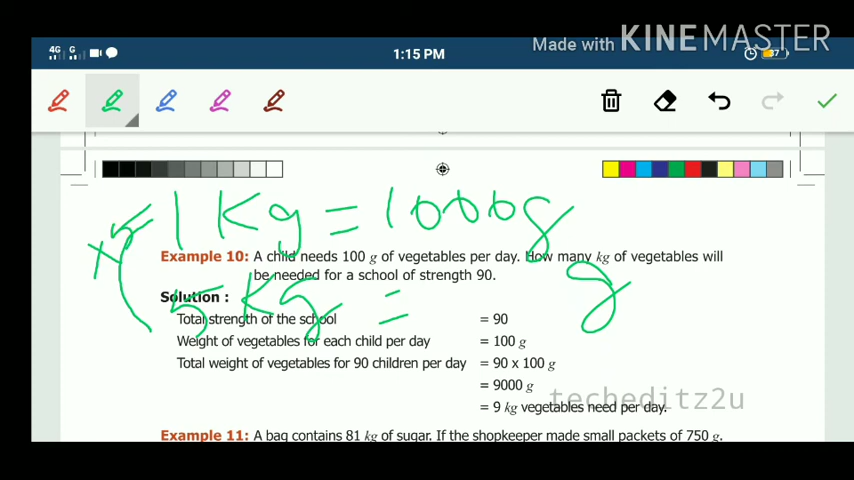 4G G 1:15 PM 37
Made with KINEMASTER
1 Kg = 1000g
×5
Example 10: A child needs 100 g of vegetables per day. How many kg of vegetables will
be needed for a school of strength 90.
5 Kg = g
Solution :
Total strength of the school = 90
Weight of vegetables for each child per day = 100 g
Total weight of vegetables for 90 children per day = 90 x 100 g
= 9000 g
= 9 kg vegetables need per day.
techeditz2u
Example 11: A bag contains 81 kg of sugar. If the shopkeeper made small packets of 750 g.